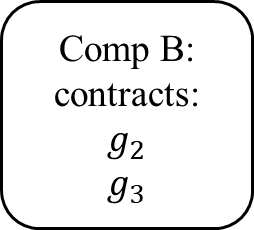 Comp B:
contracts:
g₂
g₃